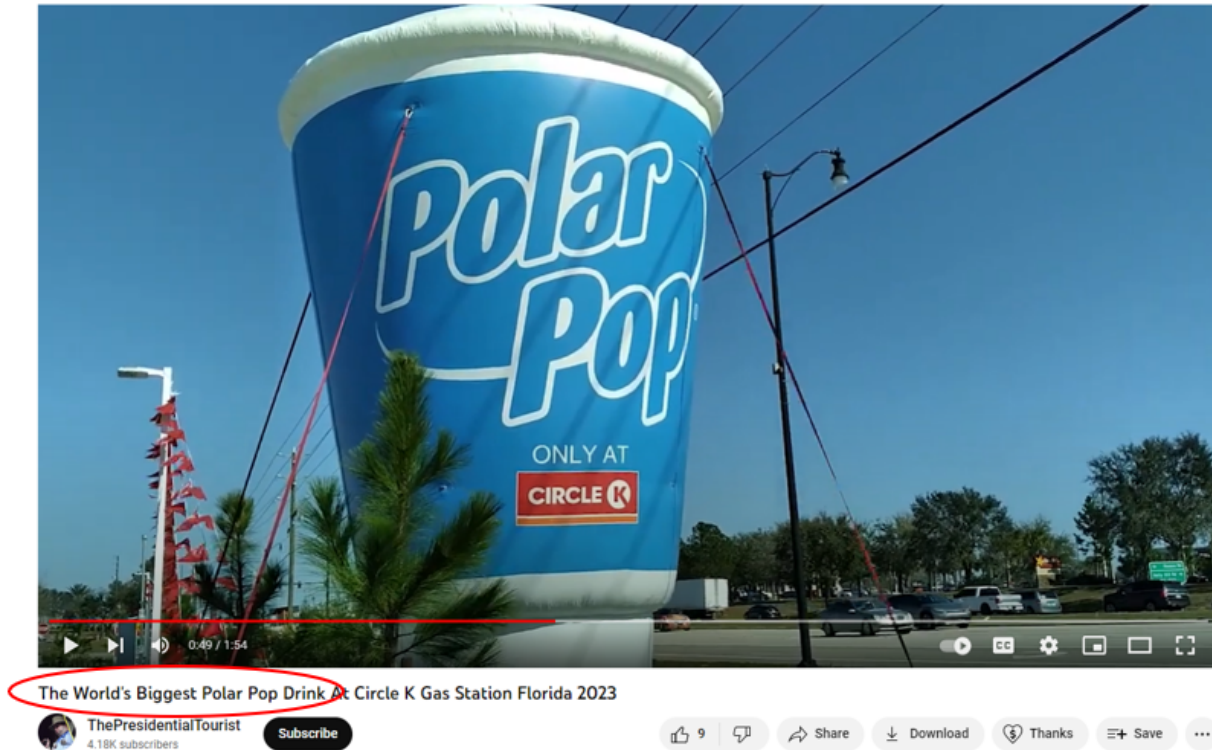 Polar
Pop
ONLY AT
CIRCLE K
0:49 / 1:54
CC
The World's Biggest Polar Pop Drink At Circle K Gas Station Florida 2023
ThePresidentialTourist
4.18K subscribers
Subscribe
9
Share
Download
Thanks
Save